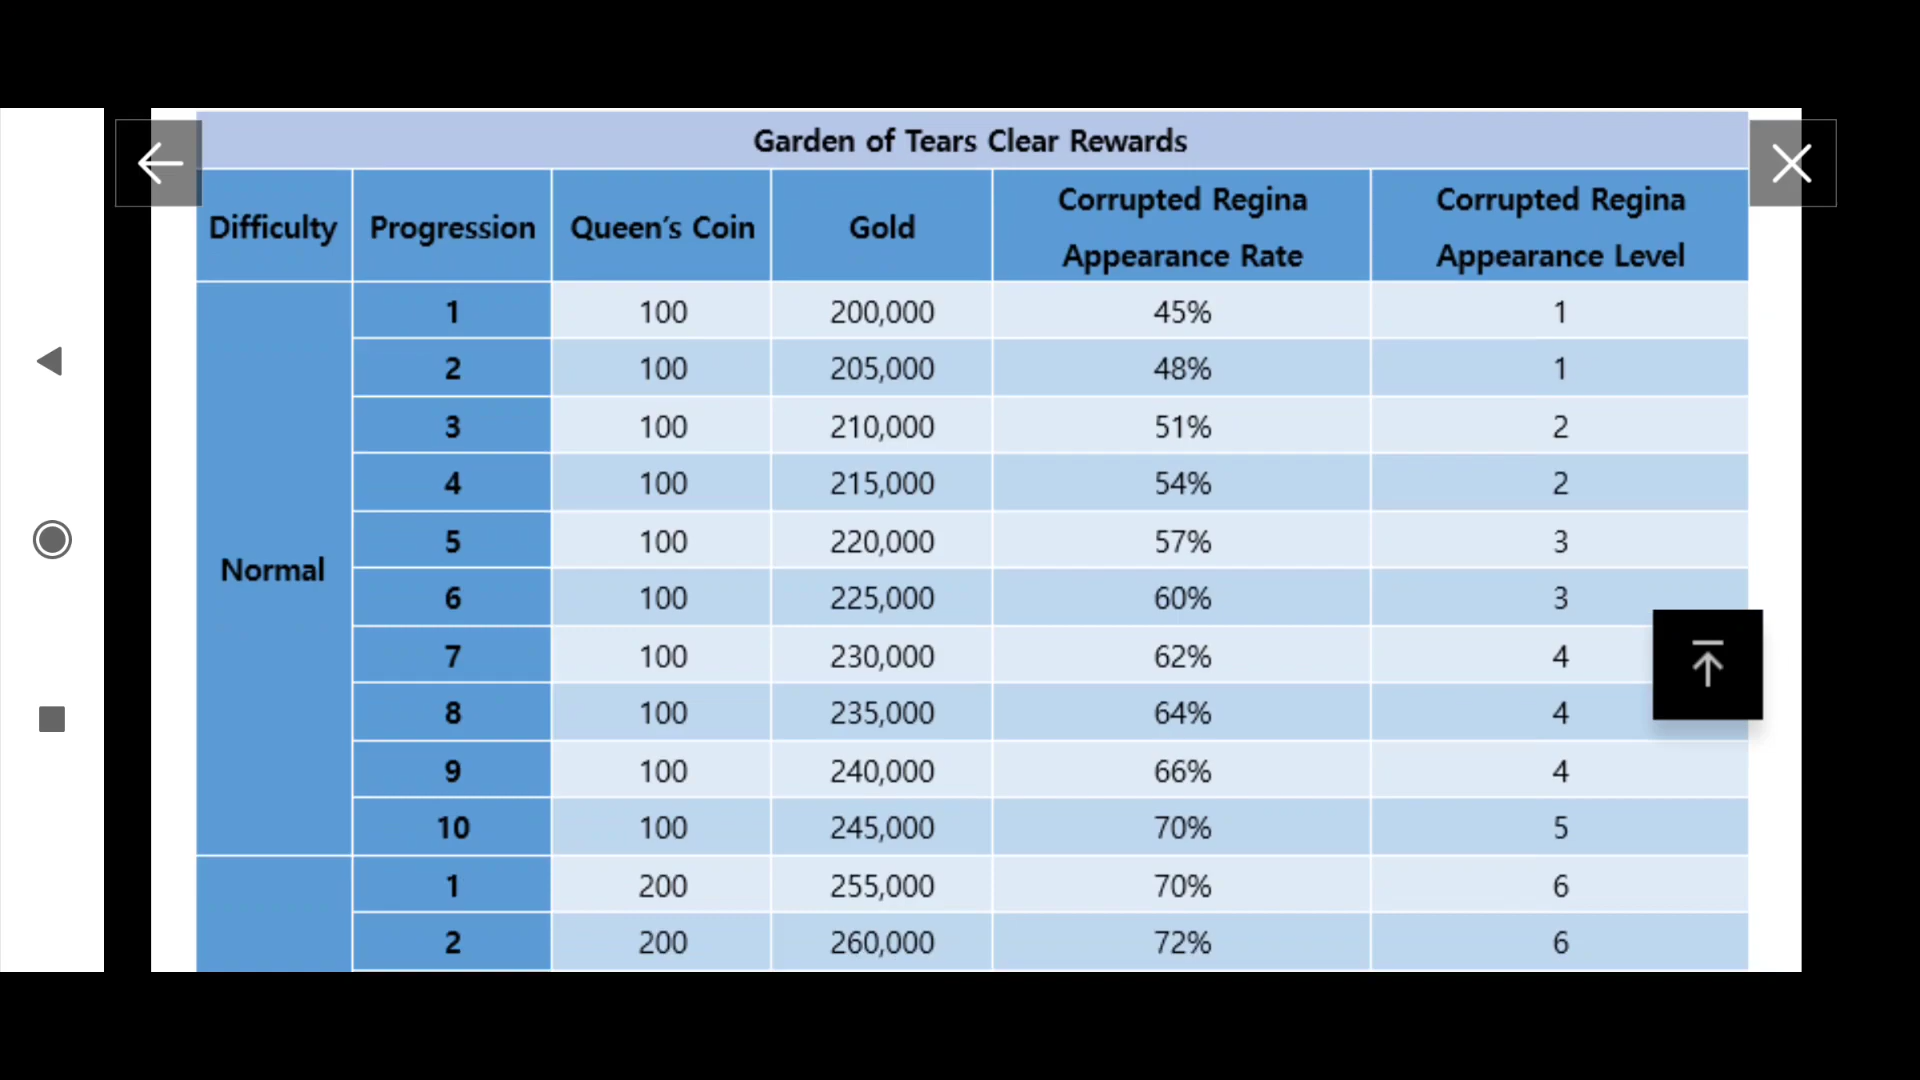 Garden of Tears Clear Rewards
Difficulty Progression Queen's Coin Gold Corrupted Regina Appearance Rate Corrupted Regina Appearance Level
Normal
1 100 200,000 45% 1
2 100 205,000 48% 1
3 100 210,000 51% 2
4 100 215,000 54% 2
5 100 220,000 57% 3
6 100 225,000 60% 3
7 100 230,000 62% 4
8 100 235,000 64% 4
9 100 240,000 66% 4
10 100 245,000 70% 5
1 200 255,000 70% 6
2 200 260,000 72% 6